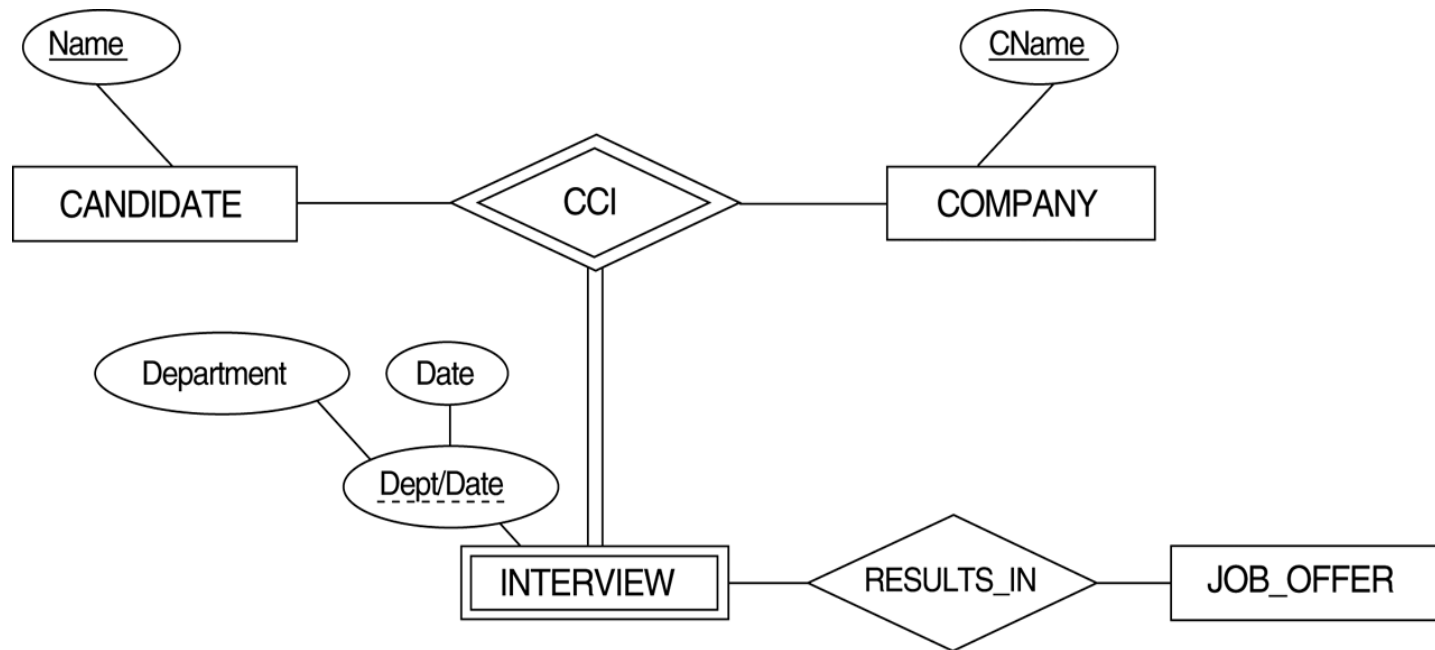 Name
CName
CANDIDATE
CCI
COMPANY
Department
Date
Dept/Date
INTERVIEW
RESULTS_IN
JOB_OFFER